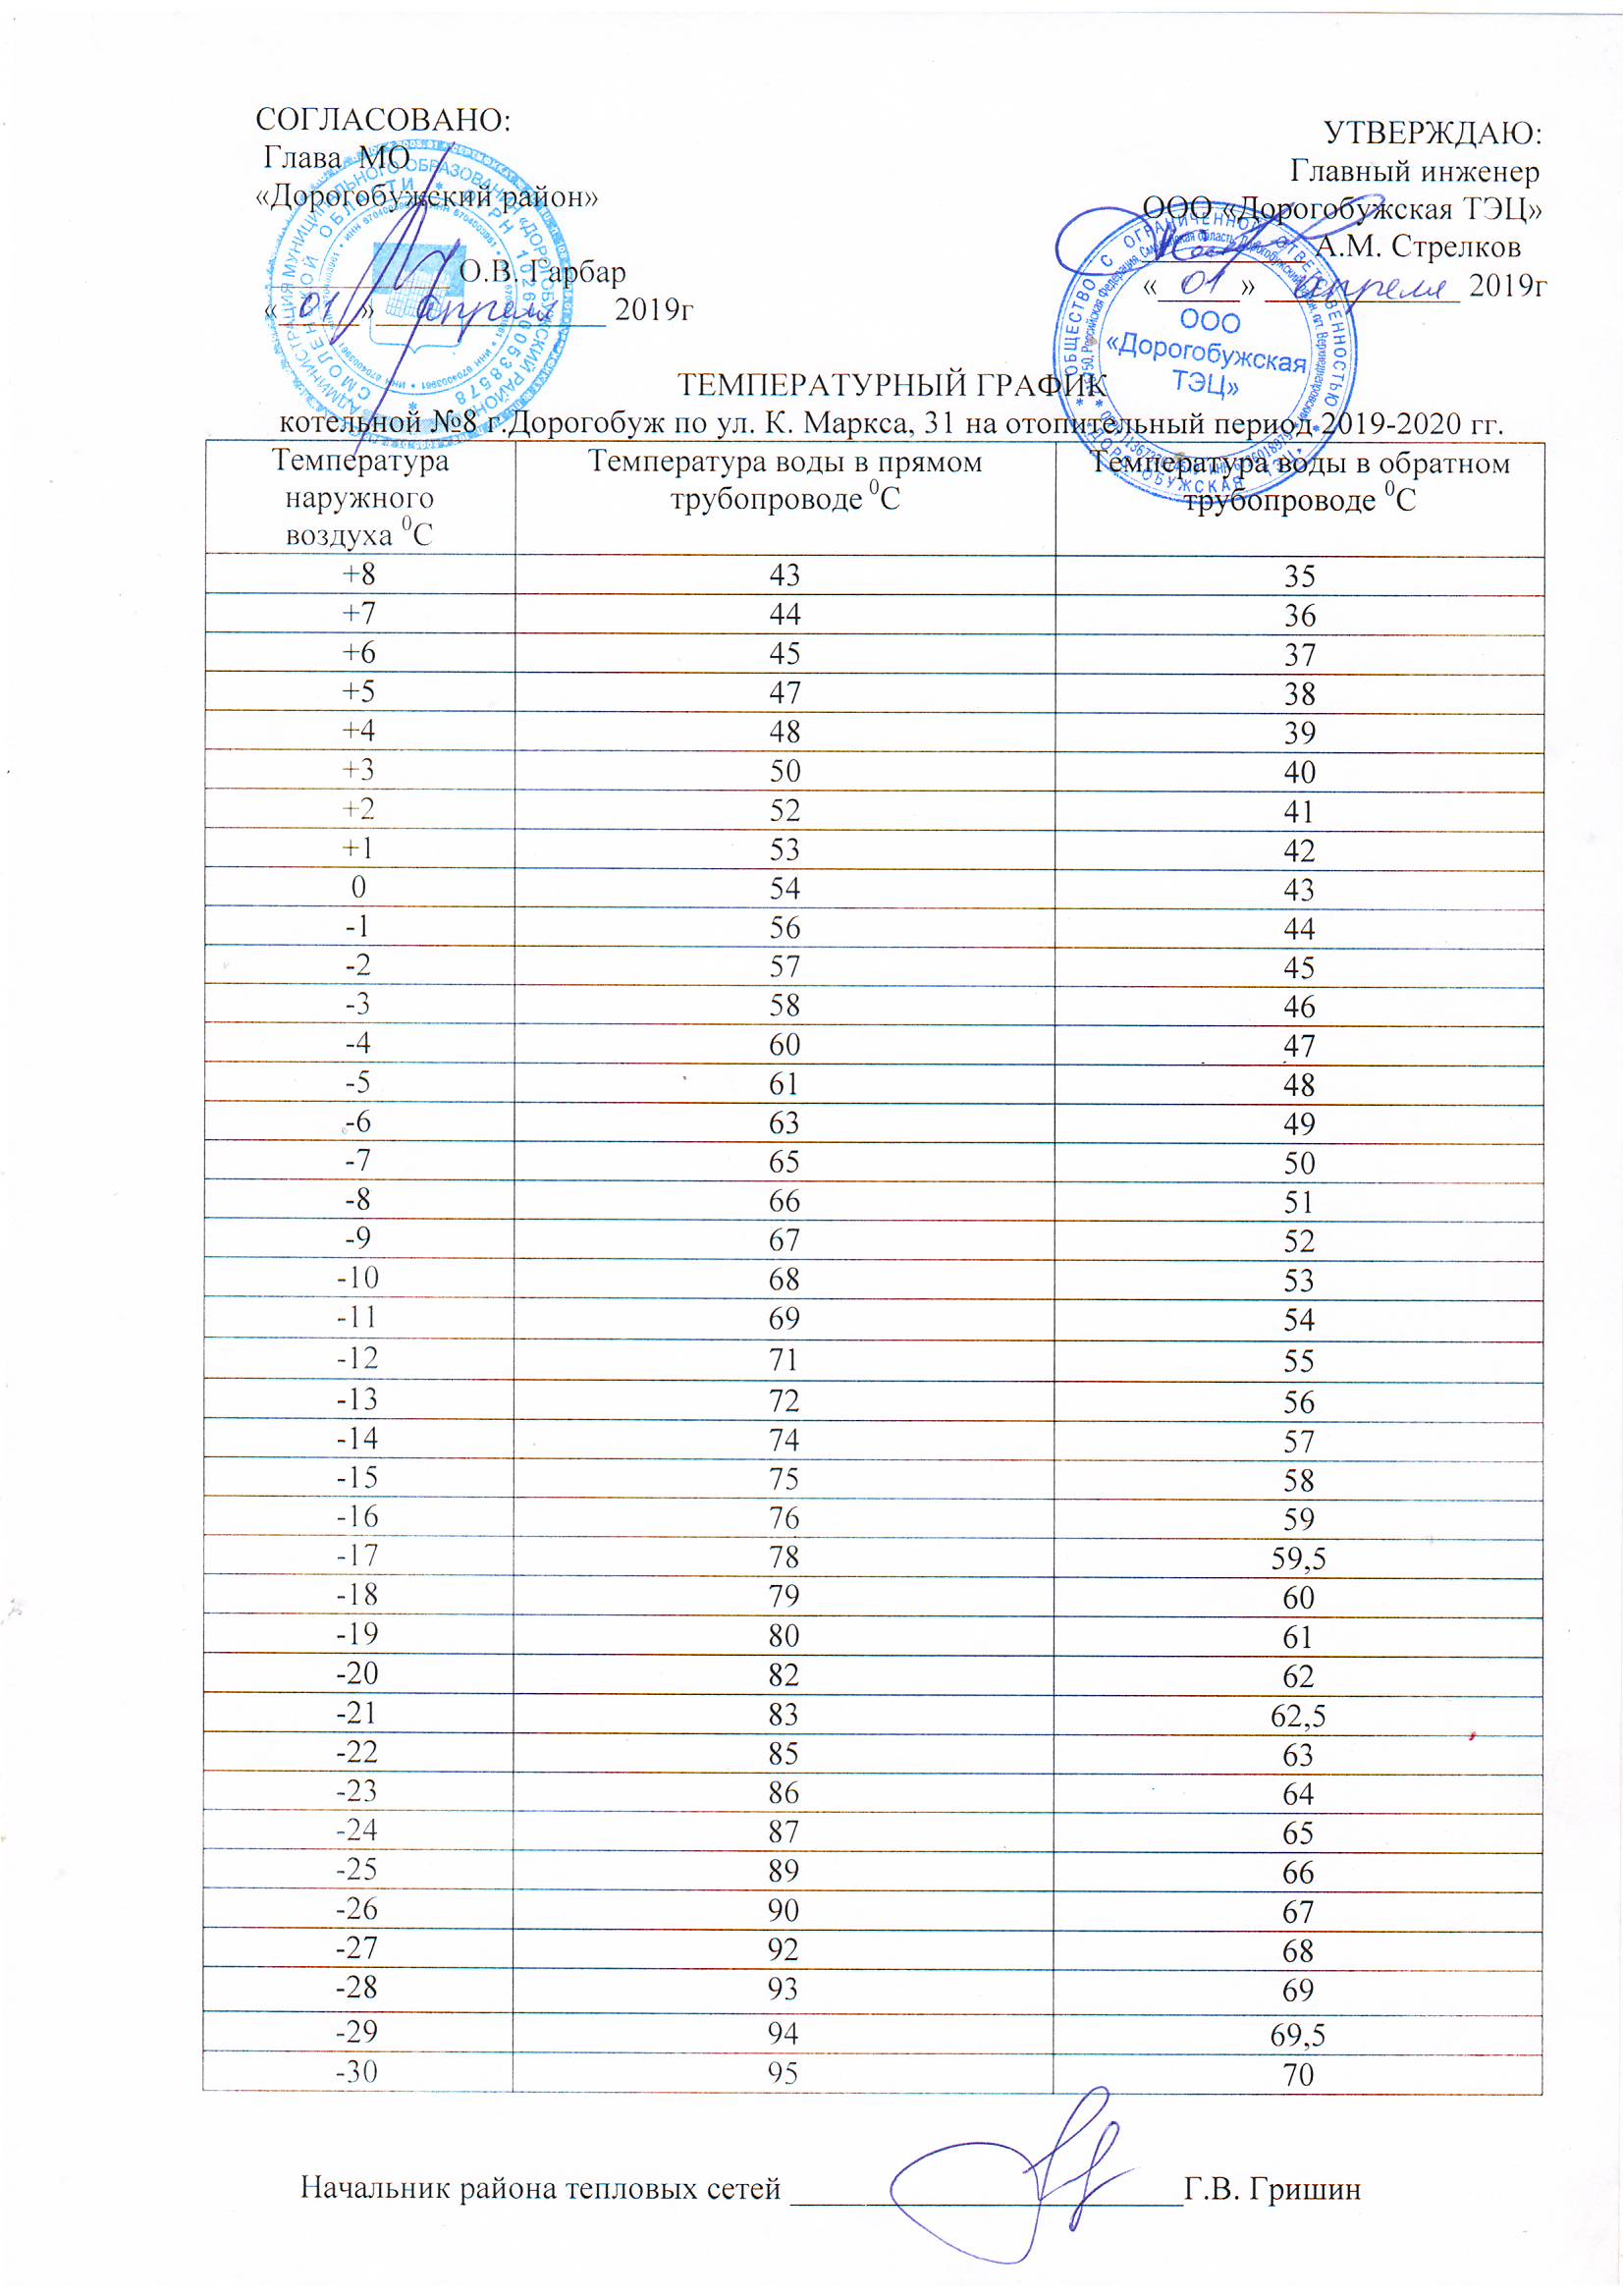 СОГЛАСОВАНО:
Глава МО
«Дорогобужский район»
О.В. Гарбар
« 01 » апреля 2019г
УТВЕРЖДАЮ:
Главный инженер
ООО «Дорогобужская ТЭЦ»
А.М. Стрелков
« 01 » апреля 2019г
ООО
«Дорогобужская
ТЭЦ»
ТЕМПЕРАТУРНЫЙ ГРАФИК
котельной №8 г.Дорогобуж по ул. К. Маркса, 31 на отопительный период 2019-2020 гг.
Температура наружного воздуха ⁰С Температура воды в прямом трубопроводе ⁰С Температура воды в обратном трубопроводе ⁰С
+8 43 35
+7 44 36
+6 45 37
+5 47 38
+4 48 39
+3 50 40
+2 52 41
+1 53 42
0 54 43
-1 56 44
-2 57 45
-3 58 46
-4 60 47
-5 61 48
-6 63 49
-7 65 50
-8 66 51
-9 67 52
-10 68 53
-11 69 54
-12 71 55
-13 72 56
-14 74 57
-15 75 58
-16 76 59
-17 78 59,5
-18 79 60
-19 80 61
-20 82 62
-21 83 62,5
-22 85 63
-23 86 64
-24 87 65
-25 89 66
-26 90 67
-27 92 68
-28 93 69
-29 94 69,5
-30 95 70
Начальник района тепловых сетей Г.В. Гришин